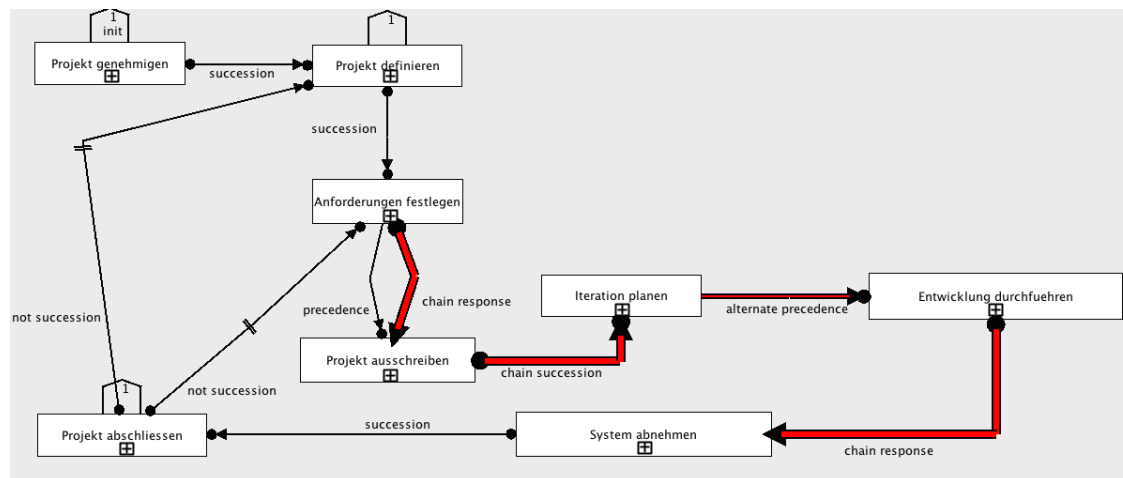 1
init
Projekt genehmigen
succession
1
Projekt definieren
succession
Anforderungen festlegen
not succession
precedence
chain response
not succession
Projekt ausschreiben
chain succession
Iteration planen
alternate precedence
Entwicklung durchfuehren
1
Projekt abschliessen
succession
System abnehmen
chain response